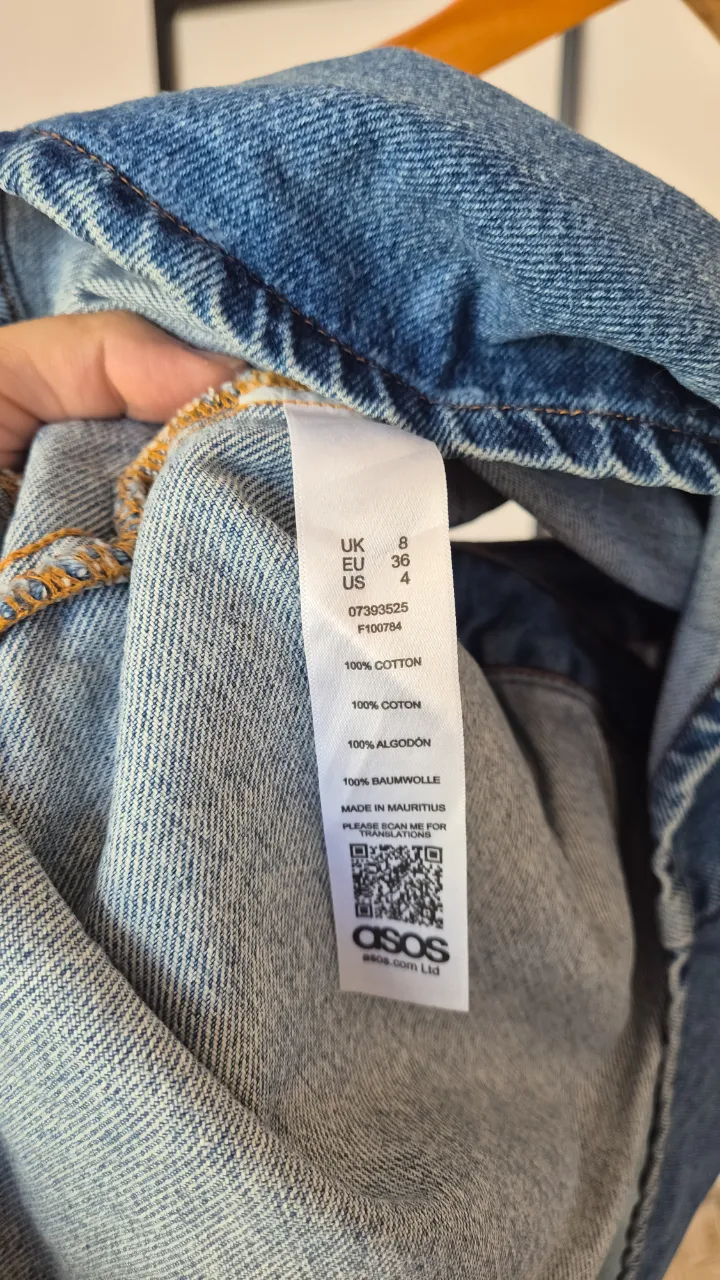 UK 8
EU 36
US 4
07393525
F100784
100% COTTON
100% COTON
100% ALGODÓN
100% BAUMWOLLE
MADE IN MAURITIUS
PLEASE SCAN ME FOR
TRANSLATIONS
asos
asos.com Ltd